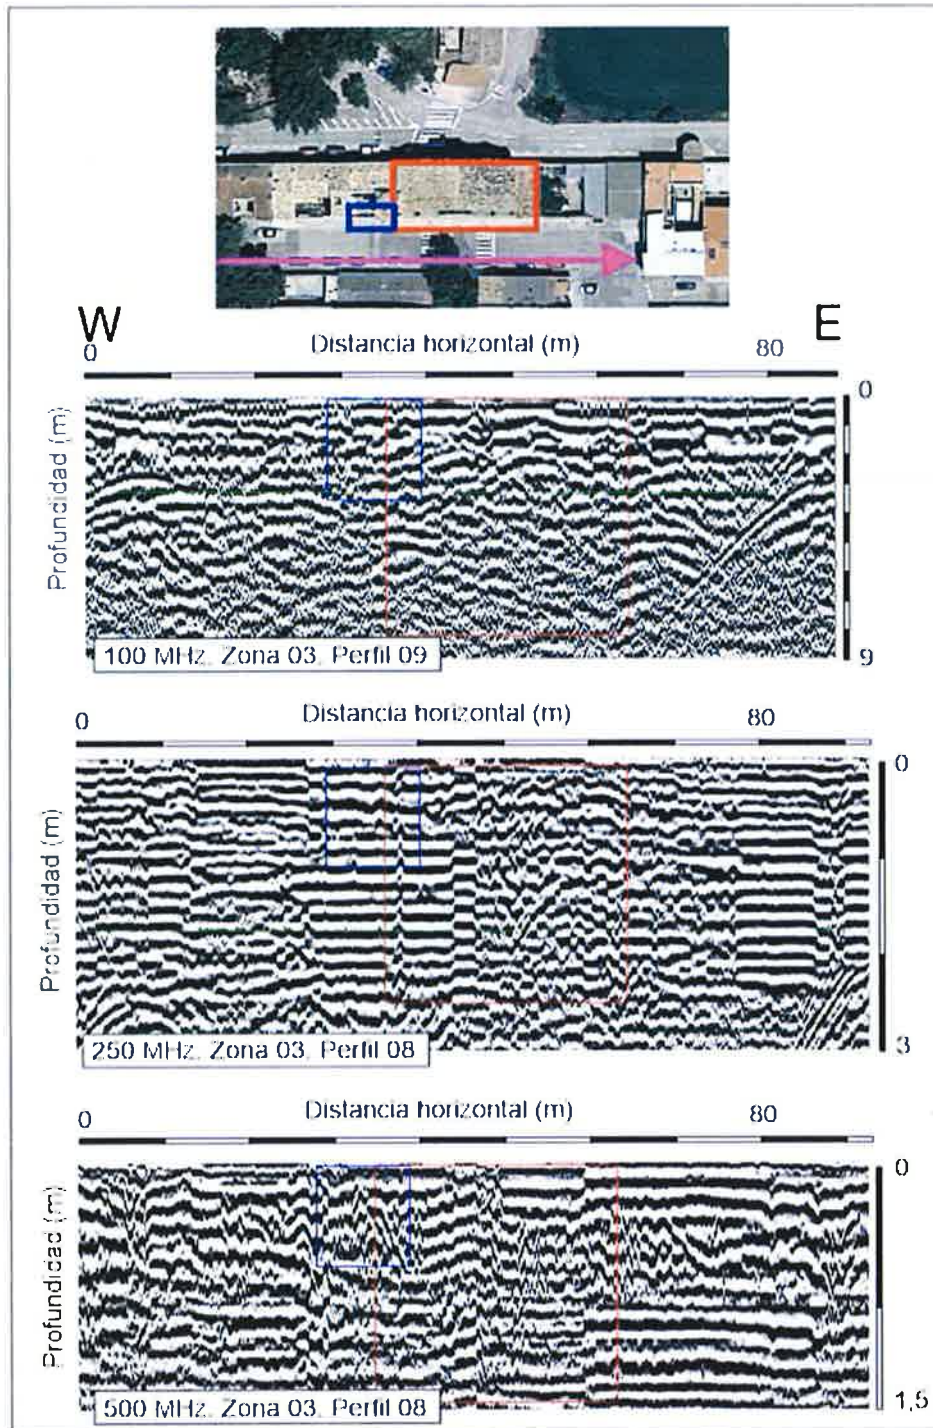 W
E
0
Distancia horizontal (m)
80
0
Profundidad (m)
9
100 MHz. Zona 03. Perfil 09
0
Distancia horizontal (m)
80
0
Profundidad (m)
3
250 MHz. Zona 03. Perfil 08
0
Distancia horizontal (m)
80
0
Profundidad (m)
1,5
500 MHz. Zona 03. Perfil 08